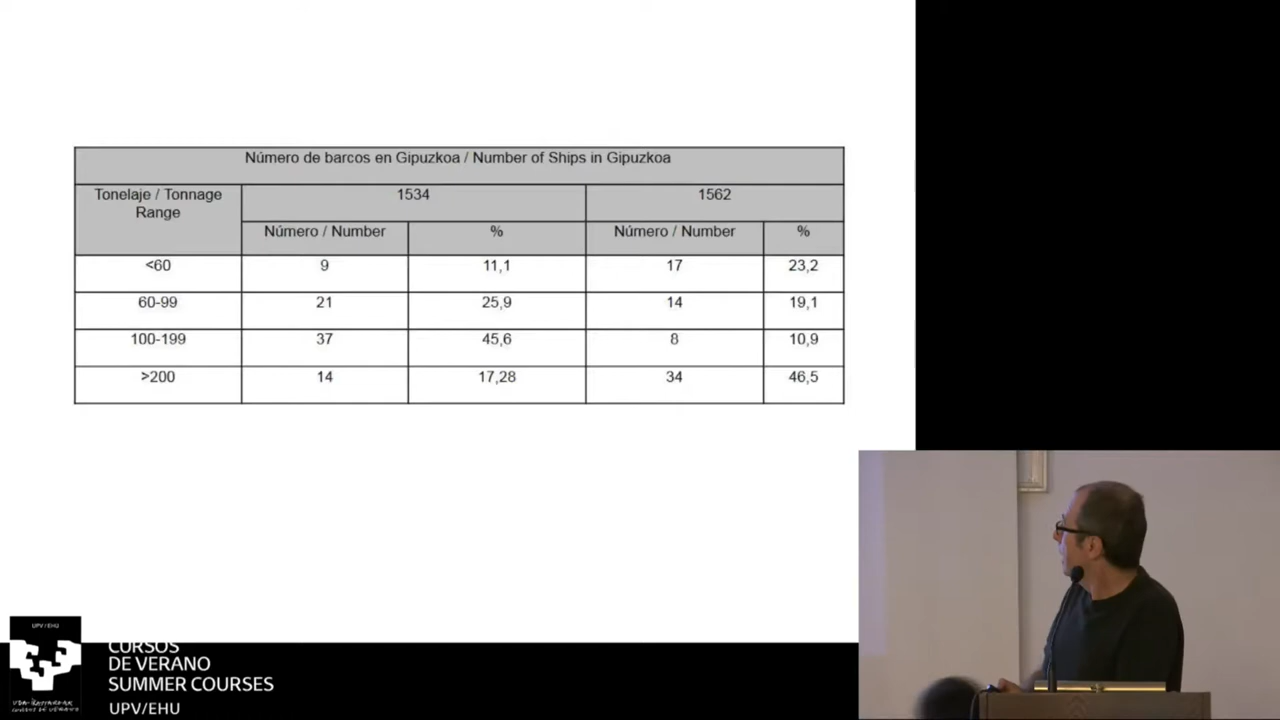 Número de barcos en Gipuzkoa / Number of Ships in Gipuzkoa
Tonelaje / Tonnage Range 1534 1562
Número / Number % Número / Number %
<60 9 11,1 17 23,2
60-99 21 25,9 14 19,1
100-199 37 45,6 8 10,9
>200 14 17,28 34 46,5
UPV/EHU
CURSOS
DE VERANO
SUMMER COURSES
UPV/EHU